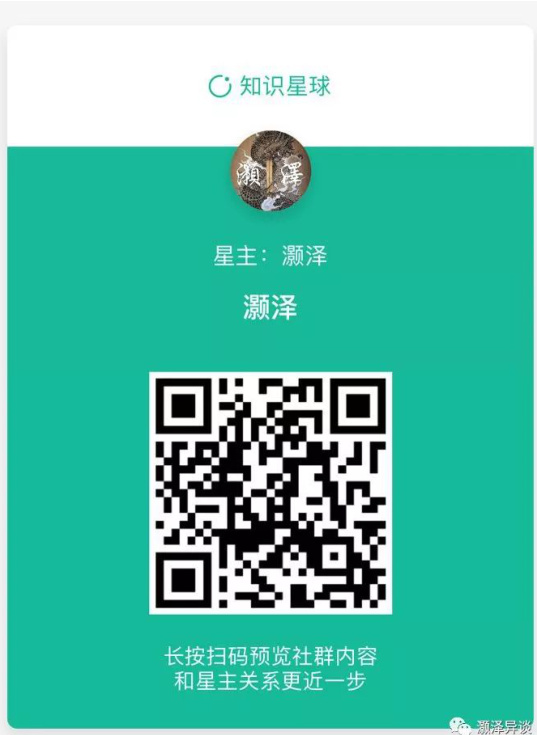 知识星球
灏澤
星主：灏泽
灏泽
长按扫码预览社群内容
和星主关系更近一步
灏泽异谈